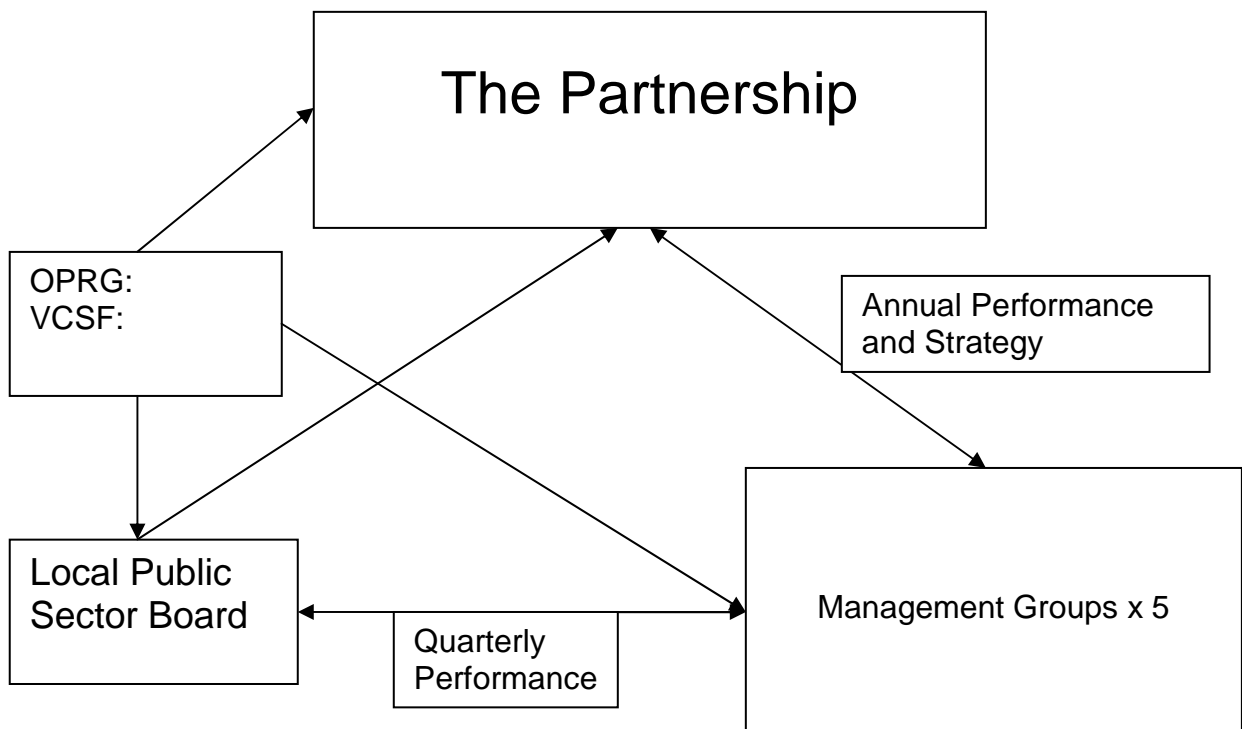 The Partnership
OPRG:
VCSF:
Annual Performance
and Strategy
Local Public
Sector Board
Quarterly
Performance
Management Groups x 5